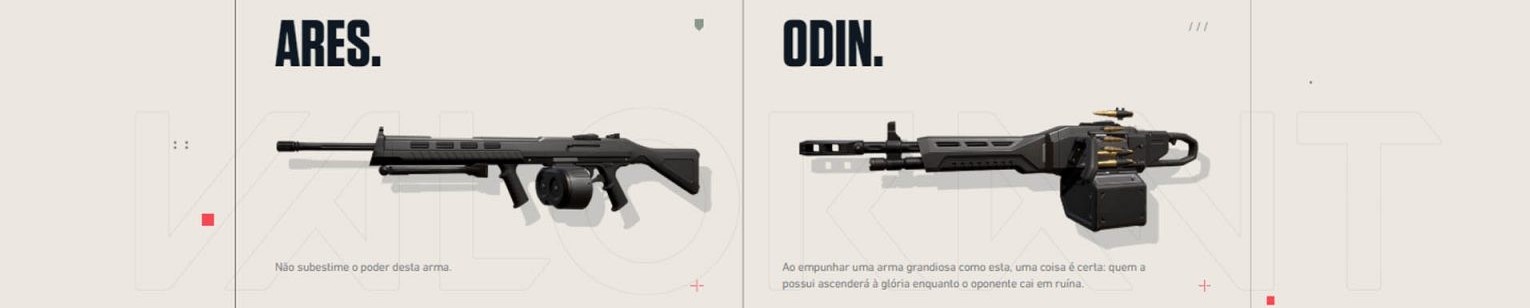 ARES.
Não subestime o poder desta arma.
ODIN.
Ao empunhar uma arma grandiosa como esta, uma coisa é certa: quem a
possui ascenderá à glória enquanto o oponente cai em ruína.
VALORANT